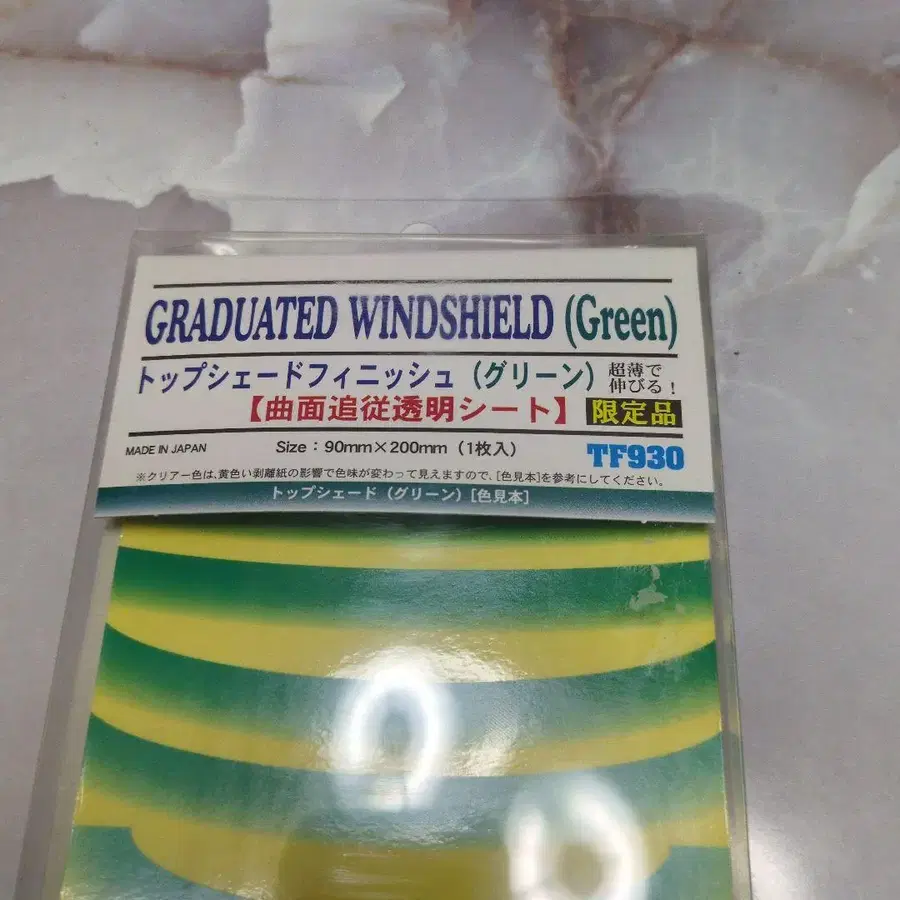 GRADUATED WINDSHIELD (Green)
トップシェードフィニッシュ(グリーン) 超薄で伸びる!
【曲面追従透明シート】 限定品
MADE IN JAPAN Size:90mm×200mm(1枚入) TF930
※クリアー色は、黄色い剥離紙の影響で色味が変わって見えますので、[色見本]を参考にしてください。
トップシェード(グリーン)[色見本]